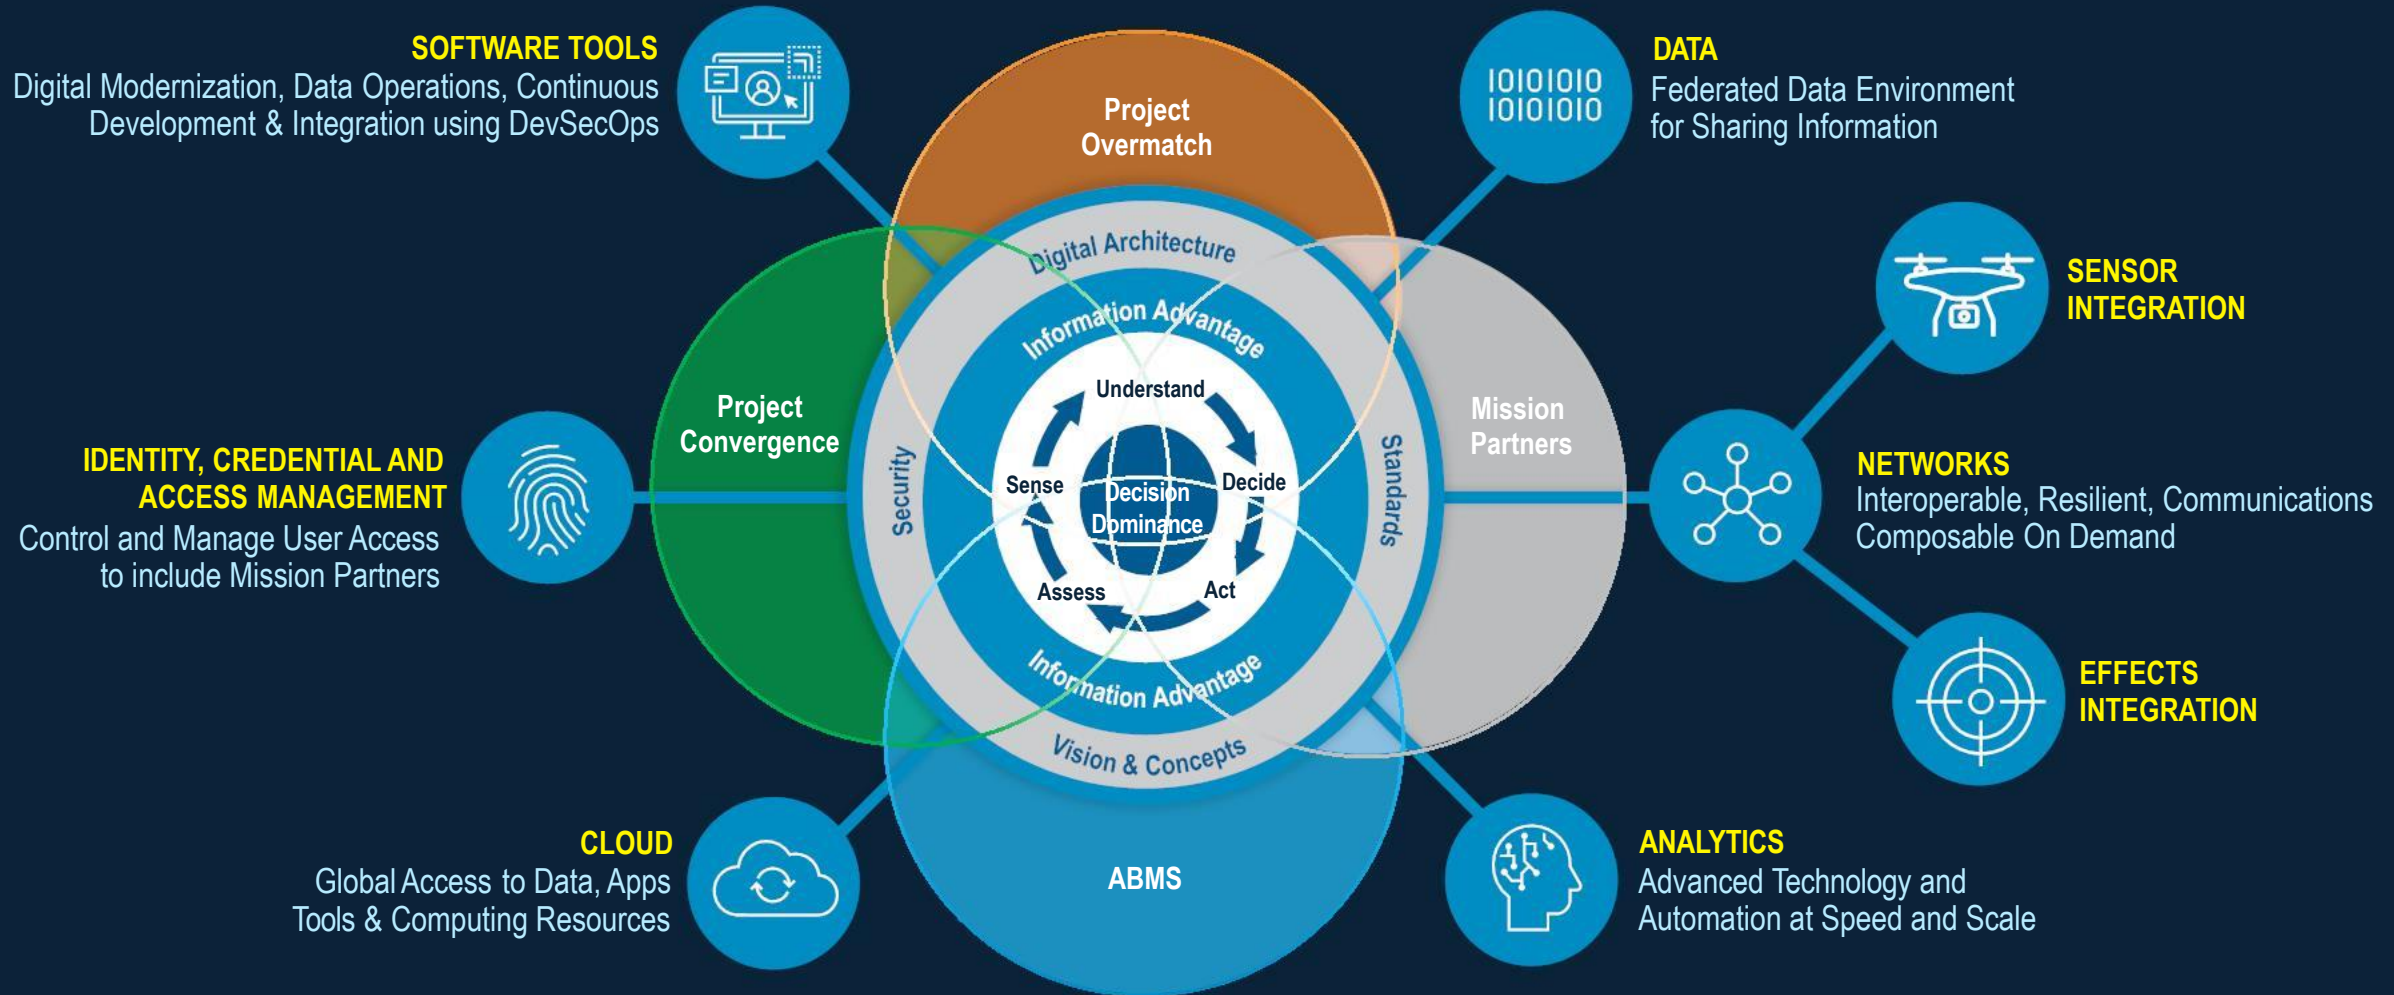 SOFTWARE TOOLS
Digital Modernization, Data Operations, Continuous
Development & Integration using DevSecOps
DATA
Federated Data Environment
for Sharing Information
10101010
10101010
Project
Overmatch
SENSOR
INTEGRATION
Digital Architecture
Information Advantage
Project
Convergence
Mission
Partners
Security
Standards
Understand
Sense
Decide
Decision
Dominance
Assess
Act
IDENTITY, CREDENTIAL AND
ACCESS MANAGEMENT
Control and Manage User Access
to include Mission Partners
NETWORKS
Interoperable, Resilient, Communications
Composable On Demand
Information Advantage
Vision & Concepts
EFFECTS
INTEGRATION
CLOUD
Global Access to Data, Apps
Tools & Computing Resources
ABMS
ANALYTICS
Advanced Technology and
Automation at Speed and Scale